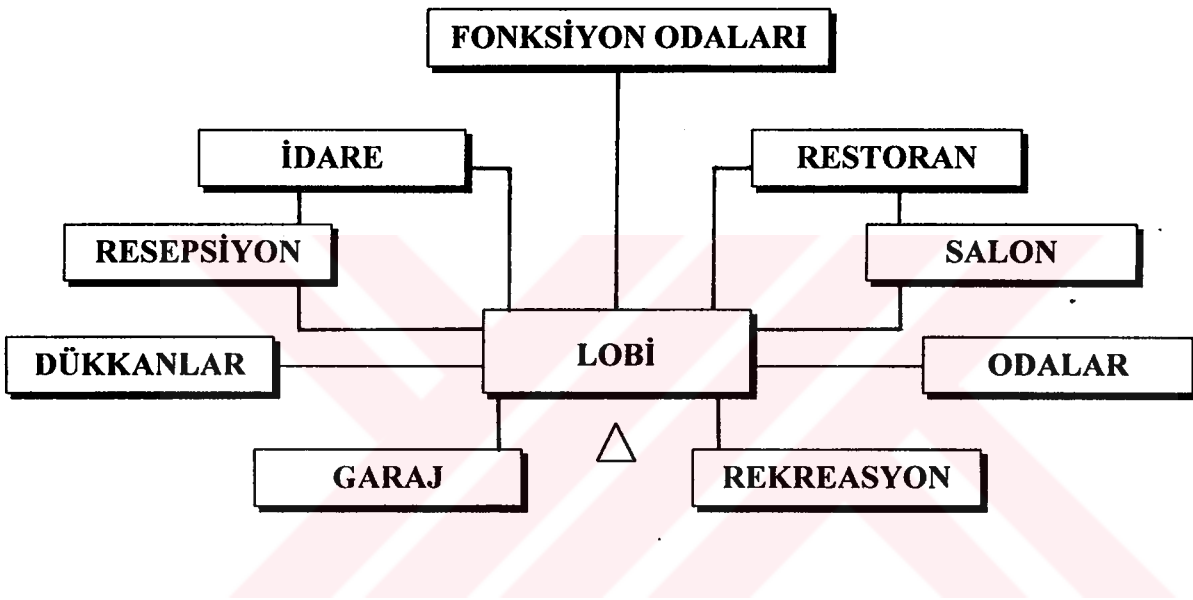 FONKSİYON ODALARI
İDARE
RESTORAN
RESEPSİYON
SALON
DÜKKANLAR
LOBİ
ODALAR
GARAJ
REKREASYON